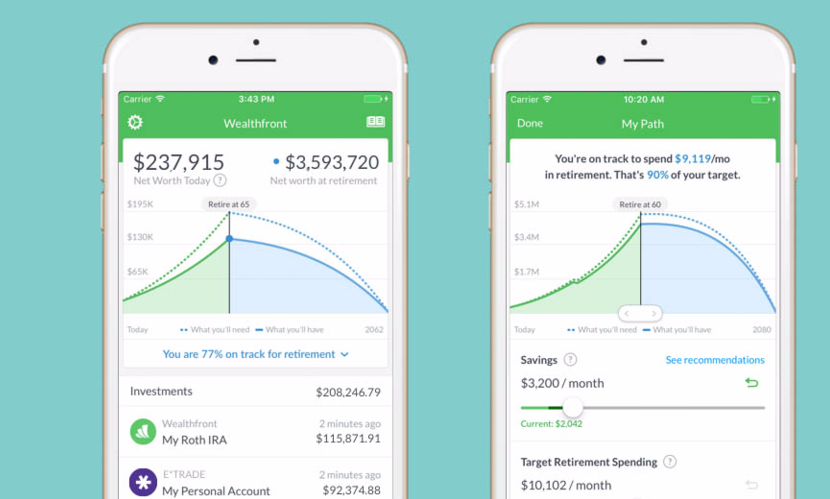 Carrier 3:43 PM
Wealthfront
$237,915 $3,593,720
Net Worth Today ? Net worth at retirement
$195K
Retire at 65
$130K
$65K
Today What you'll need What you'll have 2062
You are 77% on track for retirement
Investments $208,246.79
Wealthfront 2 minutes ago
My Roth IRA $115,871.91
E*TRADE 2 minutes ago
My Personal Account $92,374.88
Carrier 10:20 AM
Done My Path
You're on track to spend $9,119/mo
in retirement. That's 90% of your target.
$5.1M
Retire at 60
$3.4M
$1.7M
Today What you'll need What you'll have 2080
Savings ? See recommendations
$3,200 / month
Current: $2,042
Target Retirement Spending ?
$10,102 / month